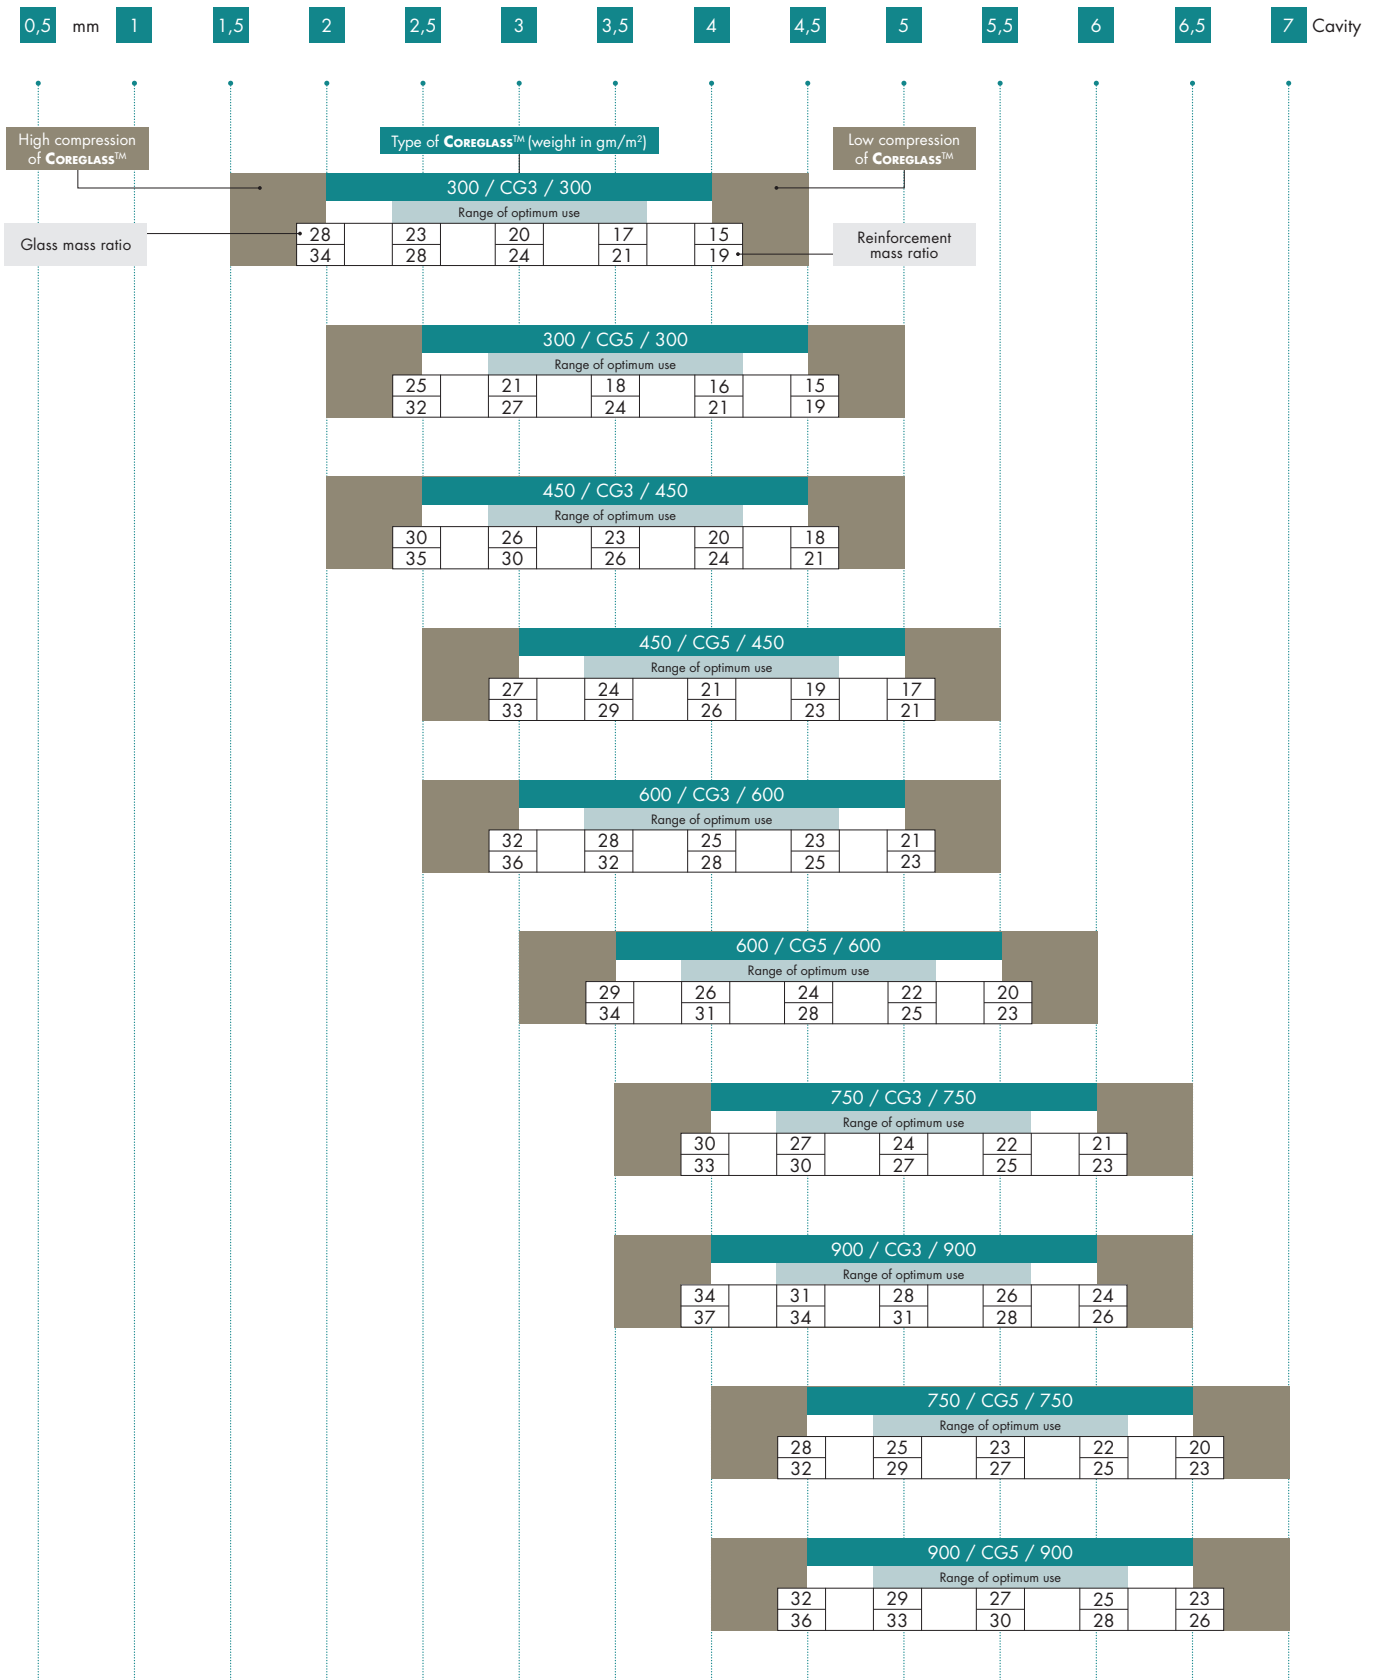 0,5 mm 1 1,5 2 2,5 3 3,5 4 4,5 5 5,5 6 6,5 7 Cavity
High compression
of COREGLASS™
Type of COREGLASS™ (weight in gm/m²)
Low compression
of COREGLASS™
300 / CG3 / 300
Range of optimum use
Glass mass ratio
28 23 20 17 15
34 28 24 21 19
Reinforcement
mass ratio
300 / CG5 / 300
Range of optimum use
25 21 18 16 15
32 27 24 21 19
450 / CG3 / 450
Range of optimum use
30 26 23 20 18
35 30 26 24 21
450 / CG5 / 450
Range of optimum use
27 24 21 19 17
33 29 26 23 21
600 / CG3 / 600
Range of optimum use
32 28 25 23 21
36 32 28 25 23
600 / CG5 / 600
Range of optimum use
29 26 24 22 20
34 31 28 25 23
750 / CG3 / 750
Range of optimum use
30 27 24 22 21
33 30 27 25 23
900 / CG3 / 900
Range of optimum use
34 31 28 26 24
37 34 31 28 26
750 / CG5 / 750
Range of optimum use
28 25 23 22 20
32 29 27 25 23
900 / CG5 / 900
Range of optimum use
32 29 27 25 23
36 33 30 28 26